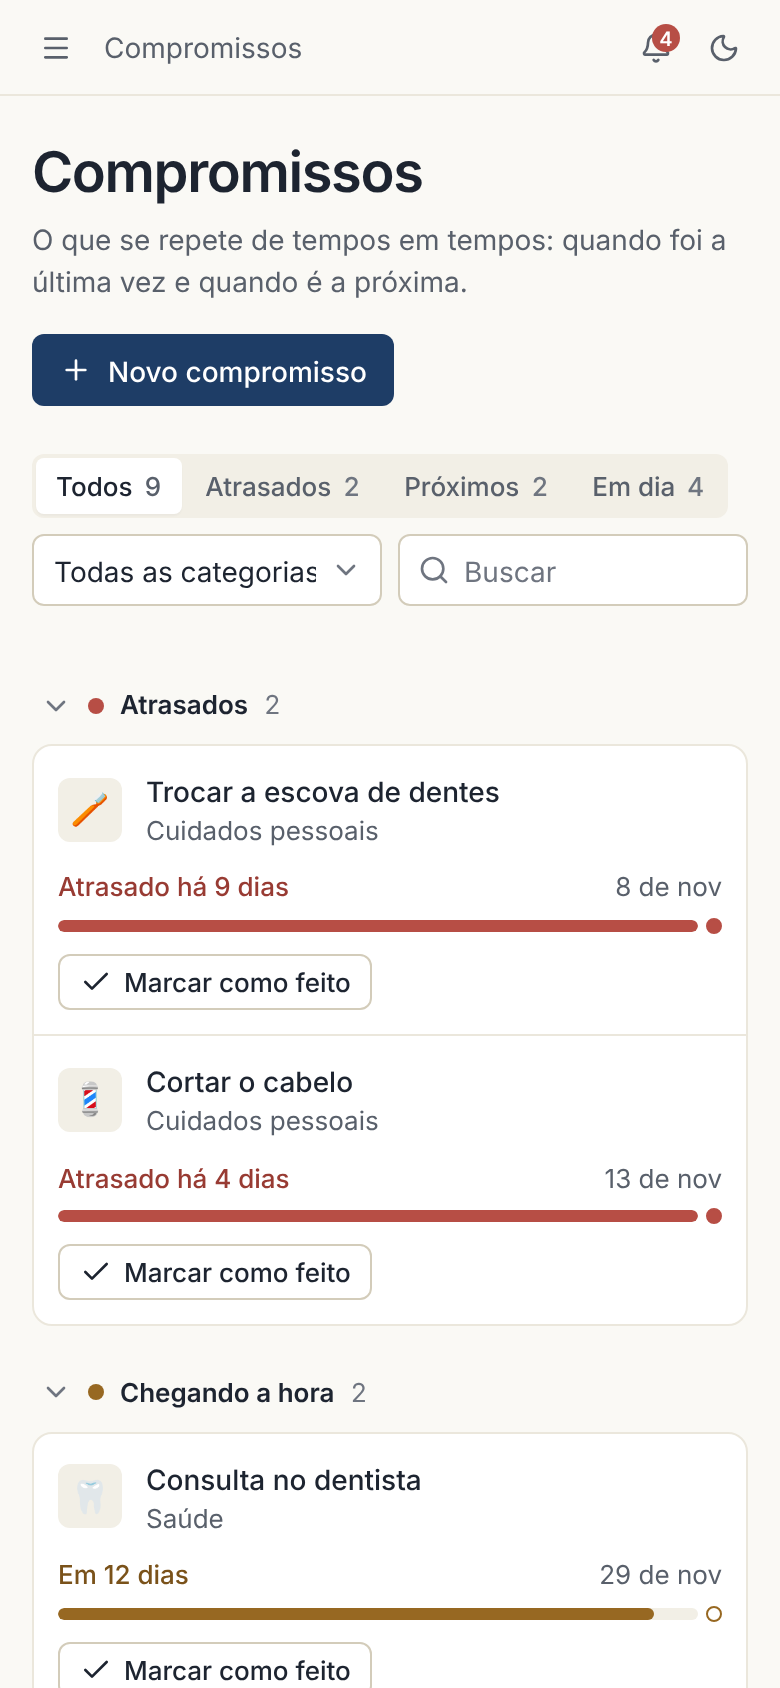 Compromissos
4
Compromissos
O que se repete de tempos em tempos: quando foi a
última vez e quando é a próxima.
Novo compromisso
Todos 9 Atrasados 2 Próximos 2 Em dia 4
Todas as categorias
Buscar
Atrasados 2
Trocar a escova de dentes
Cuidados pessoais
Atrasado há 9 dias 8 de nov
Marcar como feito
Cortar o cabelo
Cuidados pessoais
Atrasado há 4 dias 13 de nov
Marcar como feito
Chegando a hora 2
Consulta no dentista
Saúde
Em 12 dias 29 de nov
Marcar como feito